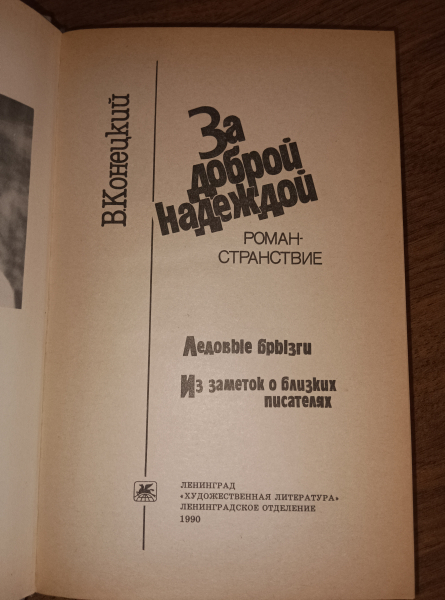 В.Конецкий
За
доброй
надеждой
РОМАН-
СТРАНСТВИЕ
Ледовые брызги
Из заметок о близких
писателях
ЛЕНИНГРАД
«ХУДОЖЕСТВЕННАЯ ЛИТЕРАТУРА»
ЛЕНИНГРАДСКОЕ ОТДЕЛЕНИЕ
1990